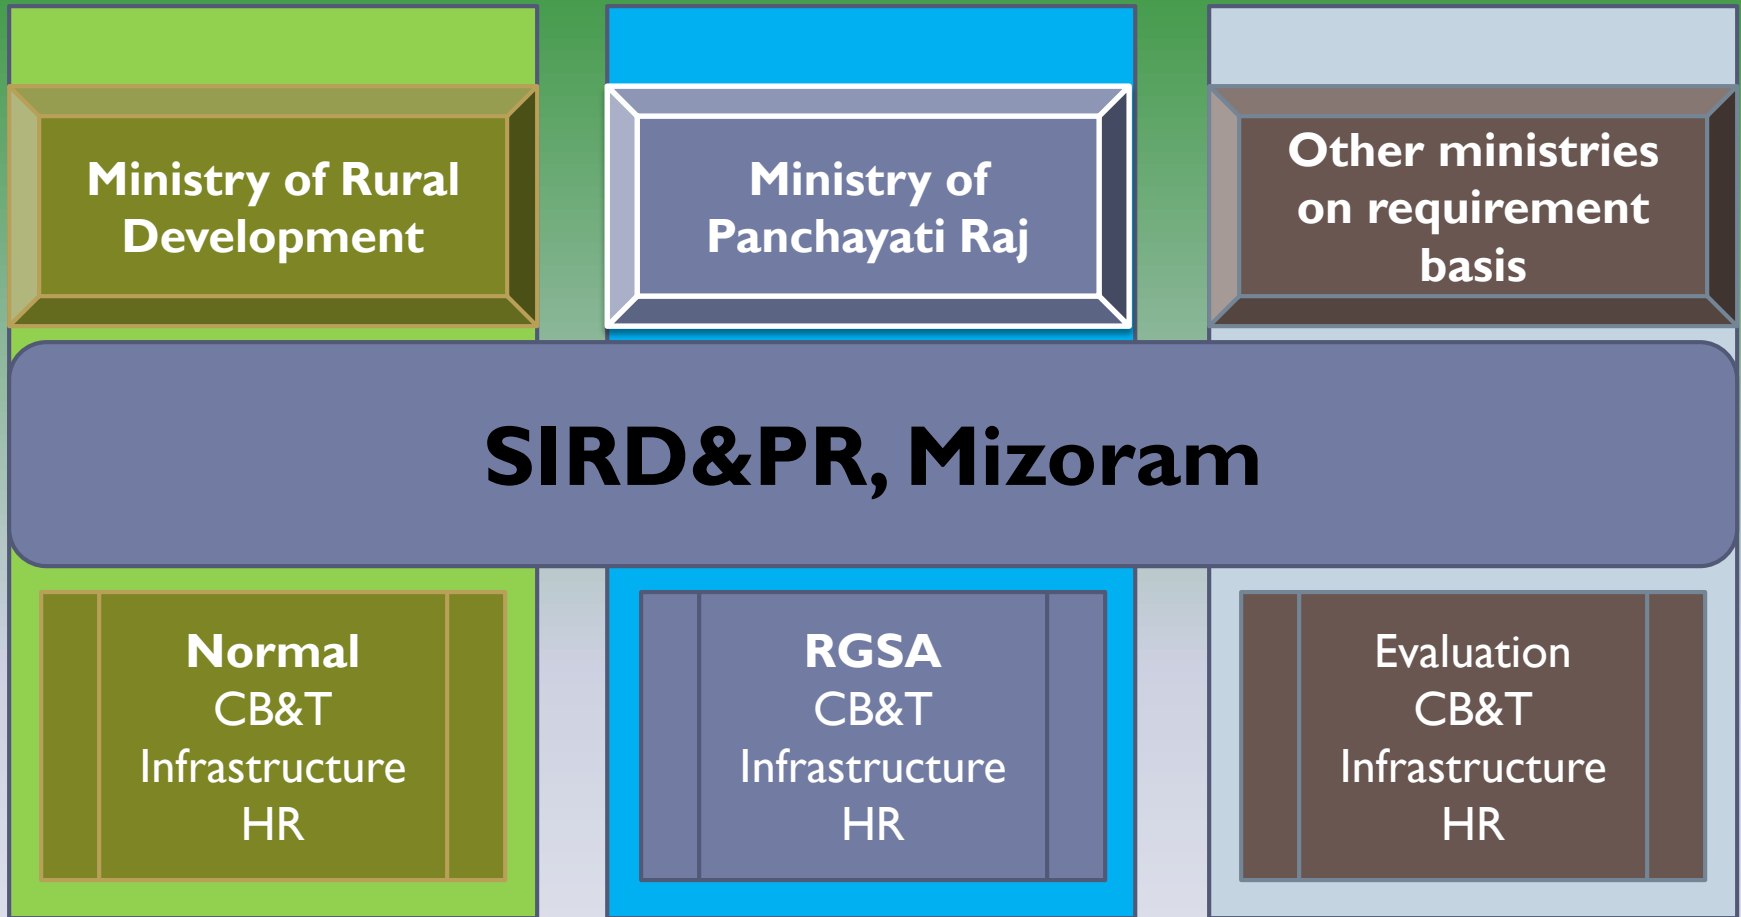 Ministry of Rural
Development
Ministry of
Panchayati Raj
Other ministries
on requirement
basis
SIRD&PR, Mizoram
Normal
CB&T
Infrastructure
HR
RGSA
CB&T
Infrastructure
HR
Evaluation
CB&T
Infrastructure
HR